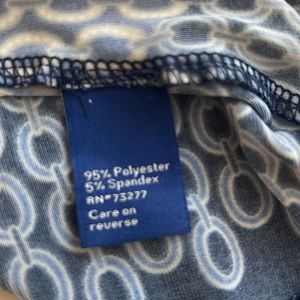 95% Polyester
5% Spandex
RN#73277
Care on
reverse